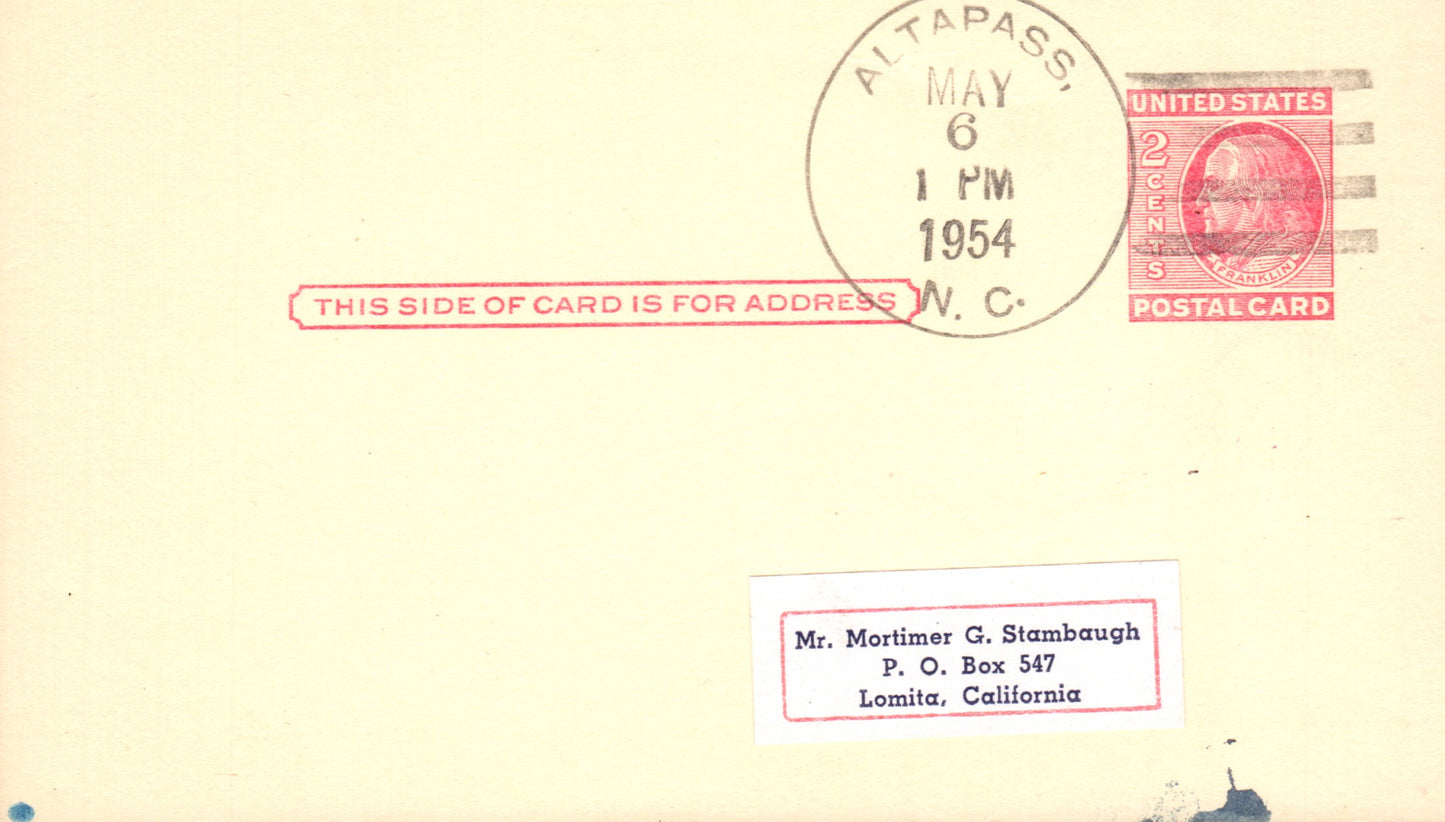 ALTAPASS,
MAY
6
1 PM
1954
N. C.
UNITED STATES
2 CENTS
FRANKLIN
POSTAL CARD
THIS SIDE OF CARD IS FOR ADDRESS
Mr. Mortimer G. Stambaugh
P. O. Box 547
Lomita, California